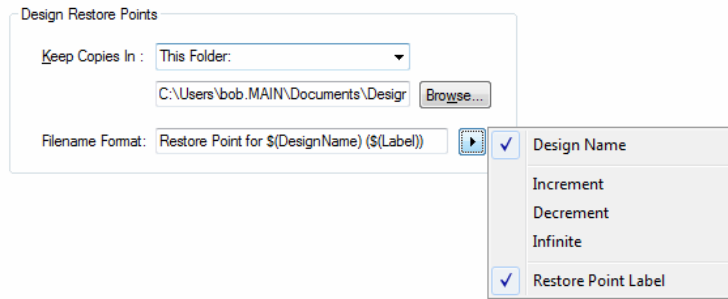 Design Restore Points
Keep Copies In : This Folder:
C:\Users\bob.MAIN\Documents\Desigr Browse...
Filename Format: Restore Point for $(DesignName) ($(Label))
Design Name
Increment
Decrement
Infinite
Restore Point Label